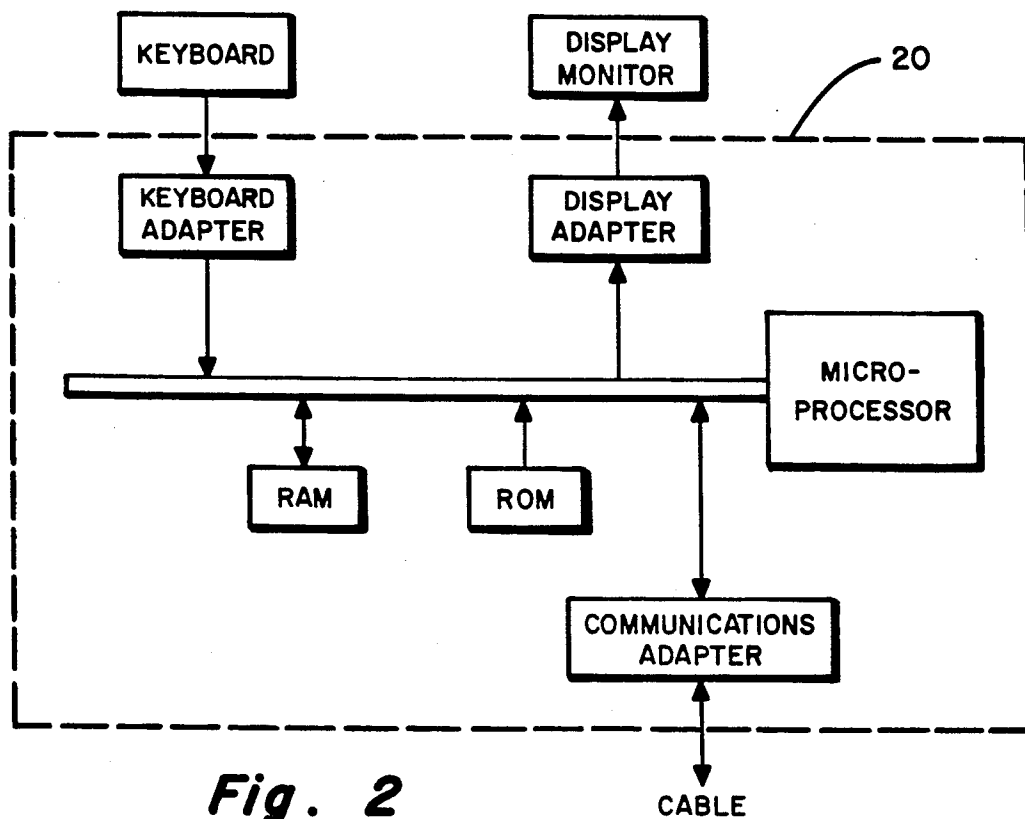 KEYBOARD
DISPLAY
MONITOR
20
KEYBOARD
ADAPTER
DISPLAY
ADAPTER
MICRO-
PROCESSOR
RAM
ROM
COMMUNICATIONS
ADAPTER
Fig. 2
CABLE